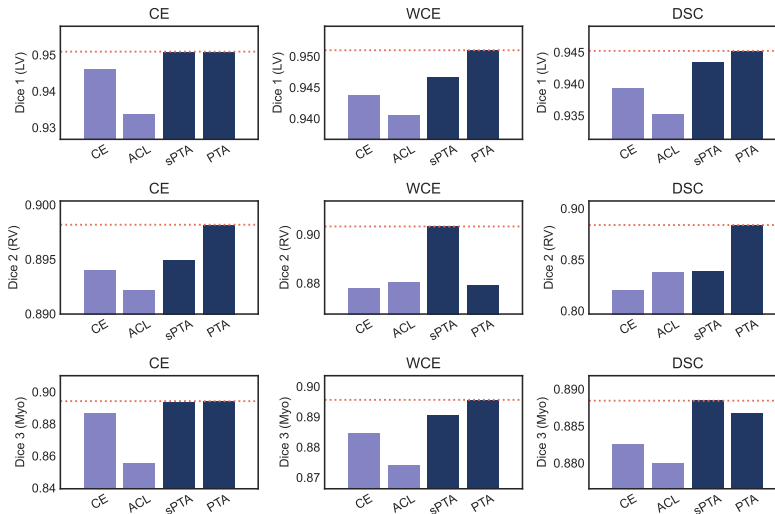 CE
WCE
DSC
Dice 1 (LV)
0.95
0.94
0.93
CE ACL sPTA PTA
Dice 1 (LV)
0.950
0.945
0.940
CE ACL sPTA PTA
Dice 1 (LV)
0.945
0.940
0.935
CE ACL sPTA PTA
CE
WCE
DSC
Dice 2 (RV)
0.900
0.895
0.890
CE ACL sPTA PTA
Dice 2 (RV)
0.90
0.88
CE ACL sPTA PTA
Dice 2 (RV)
0.90
0.85
0.80
CE ACL sPTA PTA
CE
WCE
DSC
Dice 3 (Myo)
0.90
0.88
0.86
0.84
CE ACL sPTA PTA
Dice 3 (Myo)
0.90
0.89
0.88
0.87
CE ACL sPTA PTA
Dice 3 (Myo)
0.890
0.885
0.880
CE ACL sPTA PTA